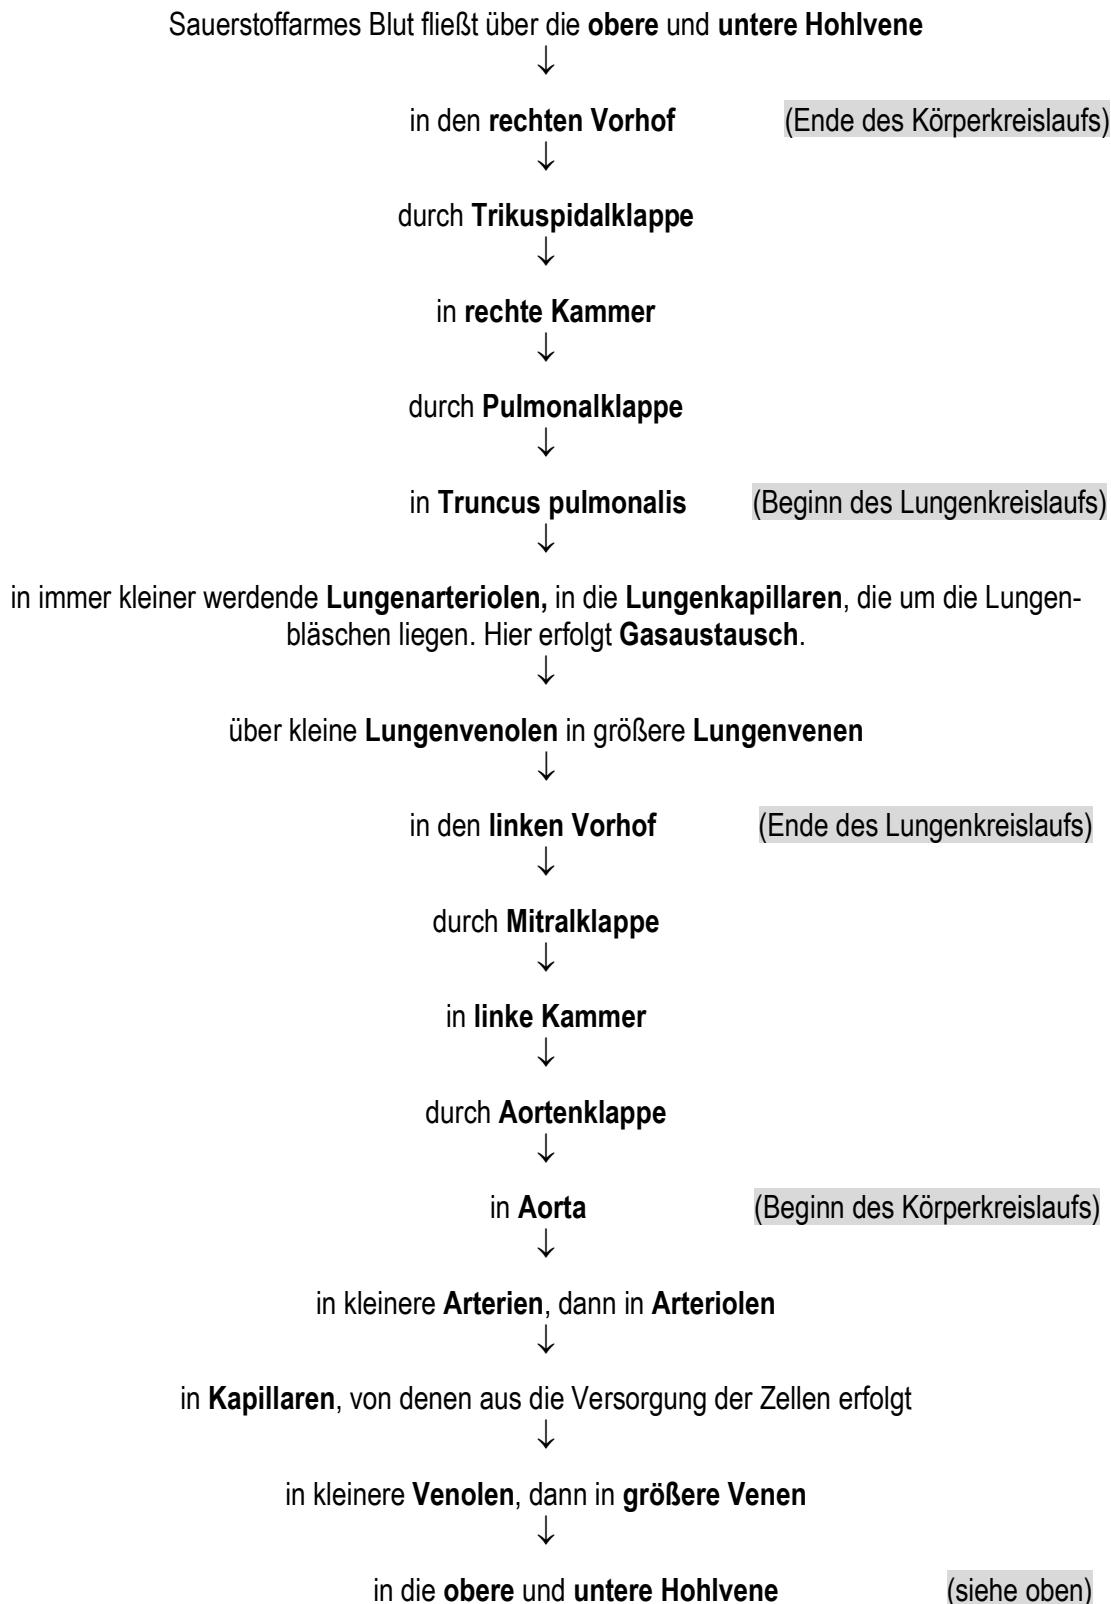 Sauerstoffarmes Blut fließt über die obere und untere Hohlvene
↓
in den rechten Vorhof (Ende des Körperkreislaufs)
↓
durch Trikuspidalklappe
↓
in rechte Kammer
↓
durch Pulmonalklappe
↓
in Truncus pulmonalis (Beginn des Lungenkreislaufs)
↓
in immer kleiner werdende Lungenarteriolen, in die Lungenkapillaren, die um die Lungen-
bläschen liegen. Hier erfolgt Gasaustausch.
↓
über kleine Lungenvenolen in größere Lungenvenen
↓
in den linken Vorhof (Ende des Lungenkreislaufs)
↓
durch Mitralklappe
↓
in linke Kammer
↓
durch Aortenklappe
↓
in Aorta (Beginn des Körperkreislaufs)
↓
in kleinere Arterien, dann in Arteriolen
↓
in Kapillaren, von denen aus die Versorgung der Zellen erfolgt
↓
in kleinere Venolen, dann in größere Venen
↓
in die obere und untere Hohlvene (siehe oben)